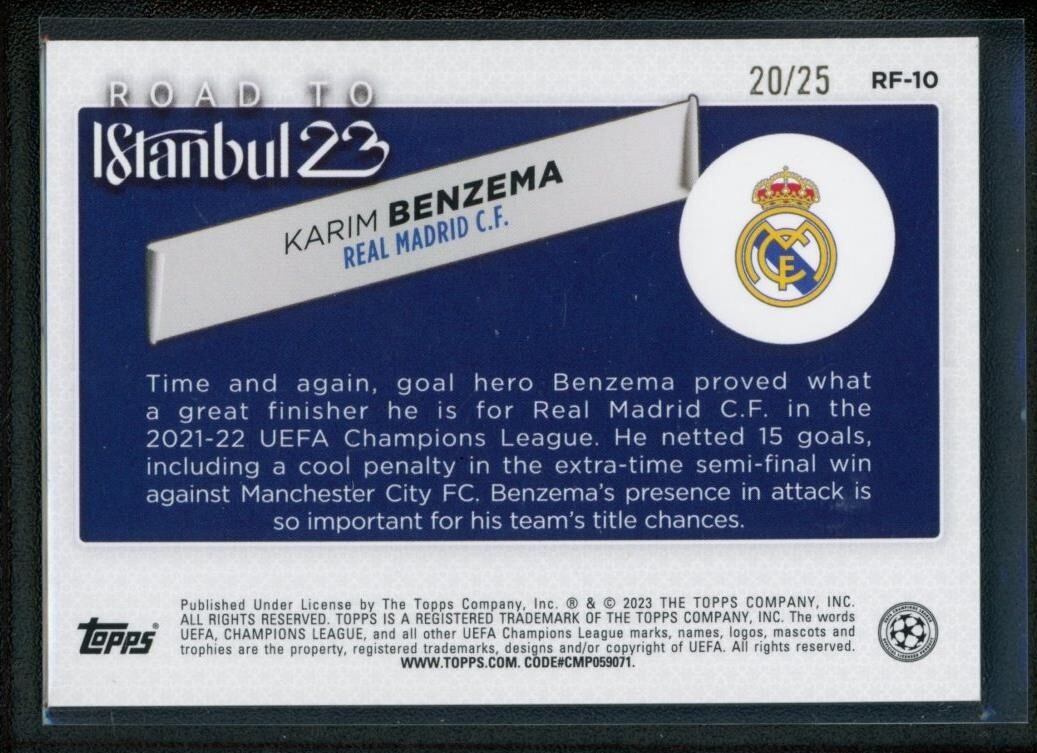 20/25 RF-10
ROAD TO
IStanbul 23
KARIM BENZEMA
REAL MADRID C.F.
Time and again, goal hero Benzema proved what
a great finisher he is for Real Madrid C.F. in the
2021-22 UEFA Champions League. He netted 15 goals,
including a cool penalty in the extra-time semi-final win
against Manchester City FC. Benzema's presence in attack is
so important for his team's title chances.
Topps®
Published Under License by The Topps Company, Inc. ® & © 2023 THE TOPPS COMPANY, INC.
ALL RIGHTS RESERVED. TOPPS IS A REGISTERED TRADEMARK OF THE TOPPS COMPANY, INC. The words
UEFA, CHAMPIONS LEAGUE, and all other UEFA Champions League marks, names, logos, mascots and
trophies are the property, registered trademarks, designs and/or copyright of UEFA. All rights reserved.
WWW.TOPPS.COM. CODE#CMP059071.